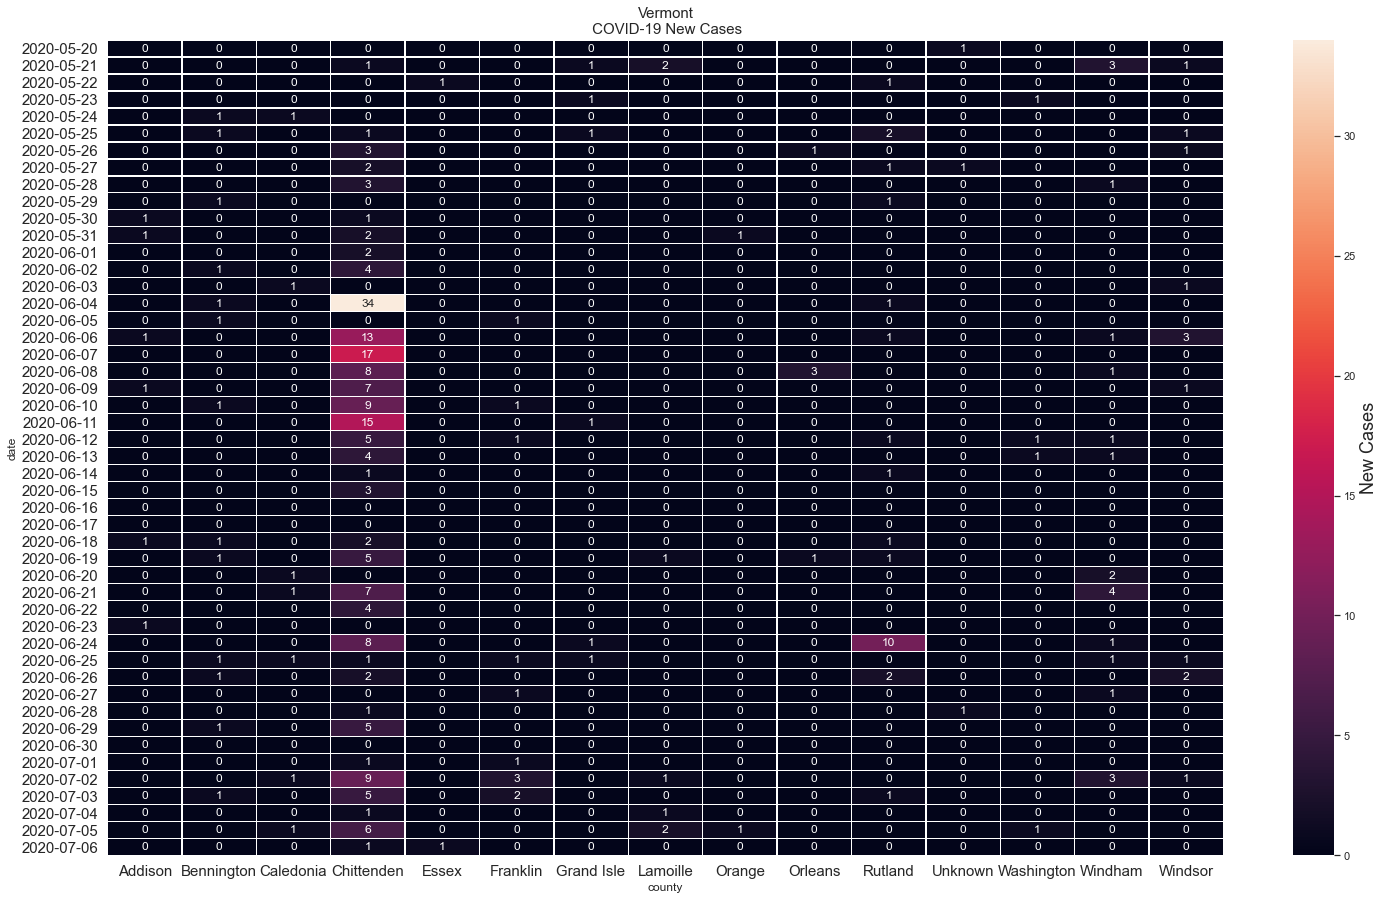 Vermont
COVID-19 New Cases
2020-05-20 0 0 0 0 0 0 0 0 0 0 0 1 0 0 0
2020-05-21 0 0 0 1 0 0 1 2 0 0 0 0 0 3 1
2020-05-22 0 0 0 0 1 0 0 0 0 0 1 0 0 0 0
2020-05-23 0 0 0 0 0 0 1 0 0 0 0 0 1 0 0
2020-05-24 0 1 1 0 0 0 0 0 0 0 0 0 0 0 0
2020-05-25 0 1 0 1 0 0 1 0 0 0 2 0 0 0 1
2020-05-26 0 0 0 3 0 0 0 0 0 1 0 0 0 0 1
2020-05-27 0 0 0 2 0 0 0 0 0 0 1 1 0 0 0
2020-05-28 0 0 0 3 0 0 0 0 0 0 0 0 0 1 0
2020-05-29 0 1 0 0 0 0 0 0 0 0 1 0 0 0 0
2020-05-30 1 0 0 1 0 0 0 0 0 0 0 0 0 0 0
2020-05-31 1 0 0 2 0 0 0 0 1 0 0 0 0 0 0
2020-06-01 0 0 0 2 0 0 0 0 0 0 0 0 0 0 0
2020-06-02 0 1 0 4 0 0 0 0 0 0 0 0 0 0 0
2020-06-03 0 0 1 0 0 0 0 0 0 0 0 0 0 0 1
2020-06-04 0 1 0 34 0 0 0 0 0 0 1 0 0 0 0
2020-06-05 0 1 0 0 0 1 0 0 0 0 0 0 0 0 0
2020-06-06 1 0 0 13 0 0 0 0 0 0 1 0 0 1 3
2020-06-07 0 0 0 17 0 0 0 0 0 0 0 0 0 0 0
2020-06-08 0 0 0 8 0 0 0 0 0 3 0 0 0 1 0
2020-06-09 1 0 0 7 0 0 0 0 0 0 0 0 0 0 1
2020-06-10 0 1 0 9 0 1 0 0 0 0 0 0 0 0 0
2020-06-11 0 0 0 15 0 0 1 0 0 0 0 0 0 0 0
2020-06-12 0 0 0 5 0 1 0 0 0 0 1 0 1 1 0
2020-06-13 0 0 0 4 0 0 0 0 0 0 0 0 1 1 0
2020-06-14 0 0 0 1 0 0 0 0 0 0 1 0 0 0 0
2020-06-15 0 0 0 3 0 0 0 0 0 0 0 0 0 0 0
2020-06-16 0 0 0 0 0 0 0 0 0 0 0 0 0 0 0
2020-06-17 0 0 0 0 0 0 0 0 0 0 0 0 0 0 0
2020-06-18 1 1 0 2 0 0 0 0 0 0 1 0 0 0 0
2020-06-19 0 1 0 5 0 0 0 1 0 1 1 0 0 0 0
2020-06-20 0 0 1 0 0 0 0 0 0 0 0 0 0 2 0
2020-06-21 0 0 1 7 0 0 0 0 0 0 0 0 0 4 0
2020-06-22 0 0 0 4 0 0 0 0 0 0 0 0 0 0 0
2020-06-23 1 0 0 0 0 0 0 0 0 0 0 0 0 0 0
2020-06-24 0 0 0 8 0 0 1 0 0 0 10 0 0 1 0
2020-06-25 0 1 1 1 0 1 1 0 0 0 0 0 0 1 1
2020-06-26 0 1 0 2 0 0 0 0 0 0 2 0 0 0 2
2020-06-27 0 0 0 0 0 1 0 0 0 0 0 0 0 1 0
2020-06-28 0 0 0 1 0 0 0 0 0 0 0 1 0 0 0
2020-06-29 0 1 0 5 0 0 0 0 0 0 0 0 0 0 0
2020-06-30 0 0 0 0 0 0 0 0 0 0 0 0 0 0 0
2020-07-01 0 0 0 1 0 1 0 0 0 0 0 0 0 0 0
2020-07-02 0 0 1 9 0 3 0 1 0 0 0 0 0 3 1
2020-07-03 0 1 0 5 0 2 0 0 0 0 1 0 0 0 0
2020-07-04 0 0 0 1 0 0 0 1 0 0 0 0 0 0 0
2020-07-05 0 0 1 6 0 0 0 2 1 0 0 0 1 0 0
2020-07-06 0 0 0 1 1 0 0 0 0 0 0 0 0 0 0
Addison Bennington Caledonia Chittenden Essex Franklin Grand Isle Lamoille Orange Orleans Rutland Unknown Washington Windham Windsor
county
date
30
25
20
15
10
5
0
New Cases